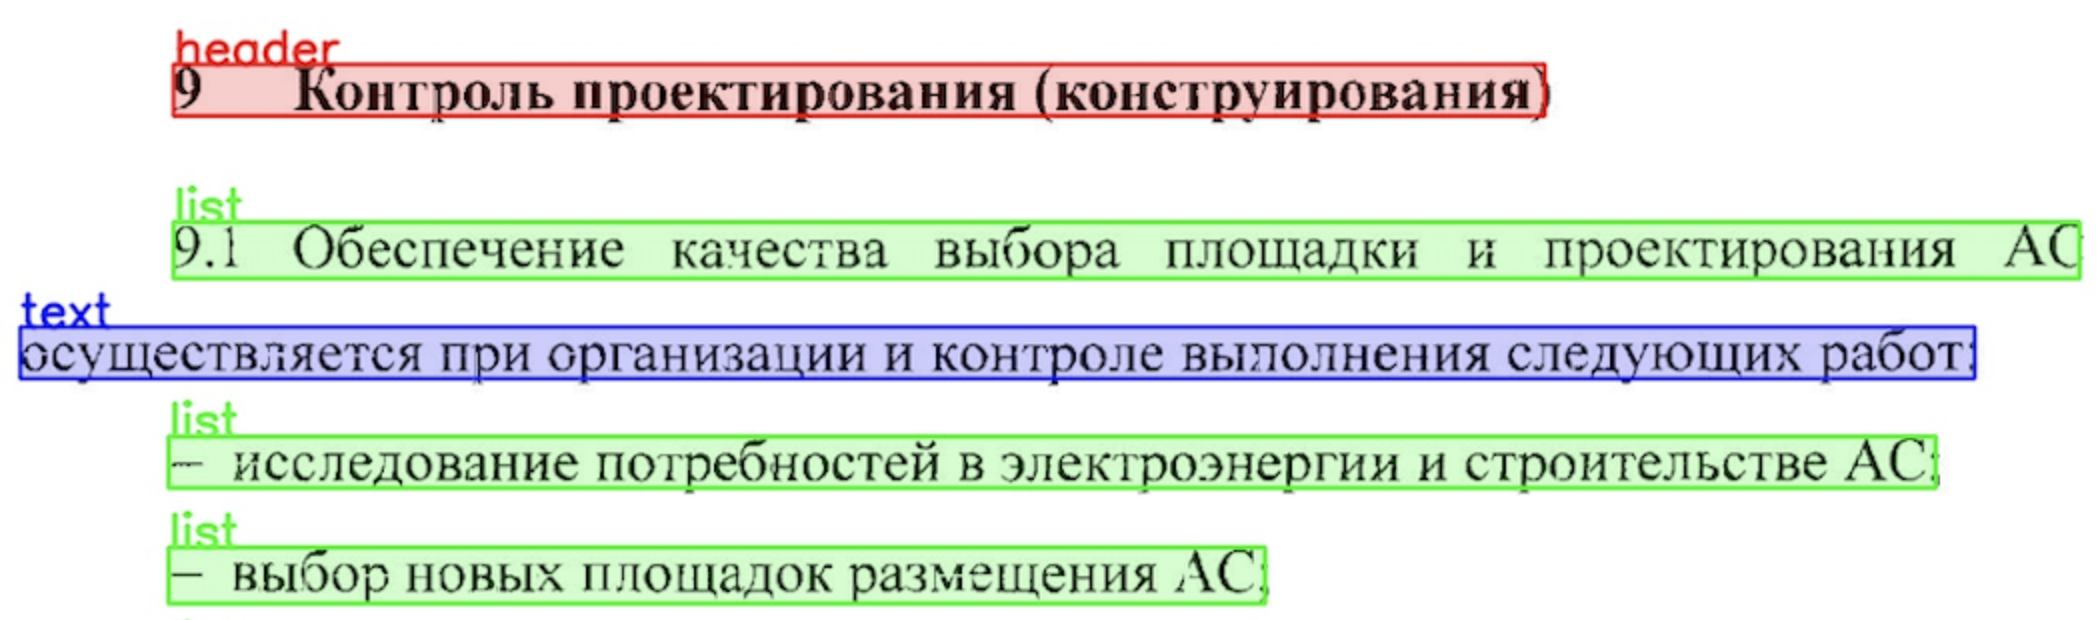 header
9 Контроль проектирования (конструирования)
list
9.1 Обеспечение качества выбора площадки и проектирования АС
text
осуществляется при организации и контроле выполнения следующих работ:
list
– исследование потребностей в электроэнергии и строительстве АС;
list
– выбор новых площадок размещения АС;